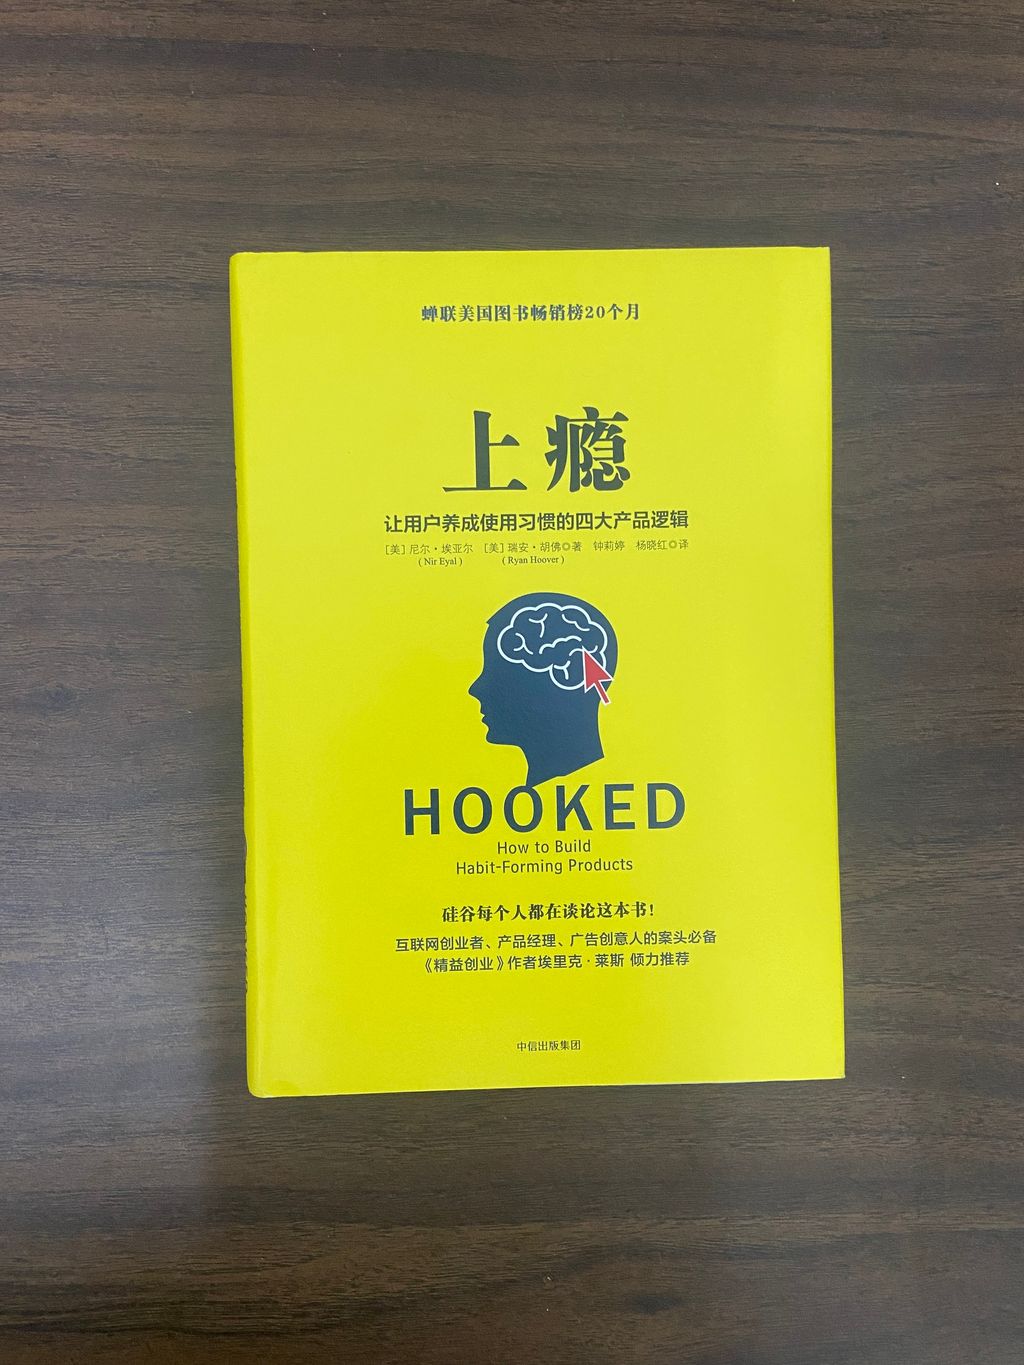 蝉联美国图书畅销榜20个月
上瘾
让用户养成使用习惯的四大产品逻辑
[美] 尼尔·埃亚尔 [美] 瑞安·胡佛◎著 钟莉婷 杨晓红◎译
( Nir Eyal ) ( Ryan Hoover )
HOOKED
How to Build
Habit-Forming Products
硅谷每个人都在谈论这本书!
互联网创业者、产品经理、广告创意人的案头必备
《精益创业》作者埃里克·莱斯 倾力推荐
中信出版集团